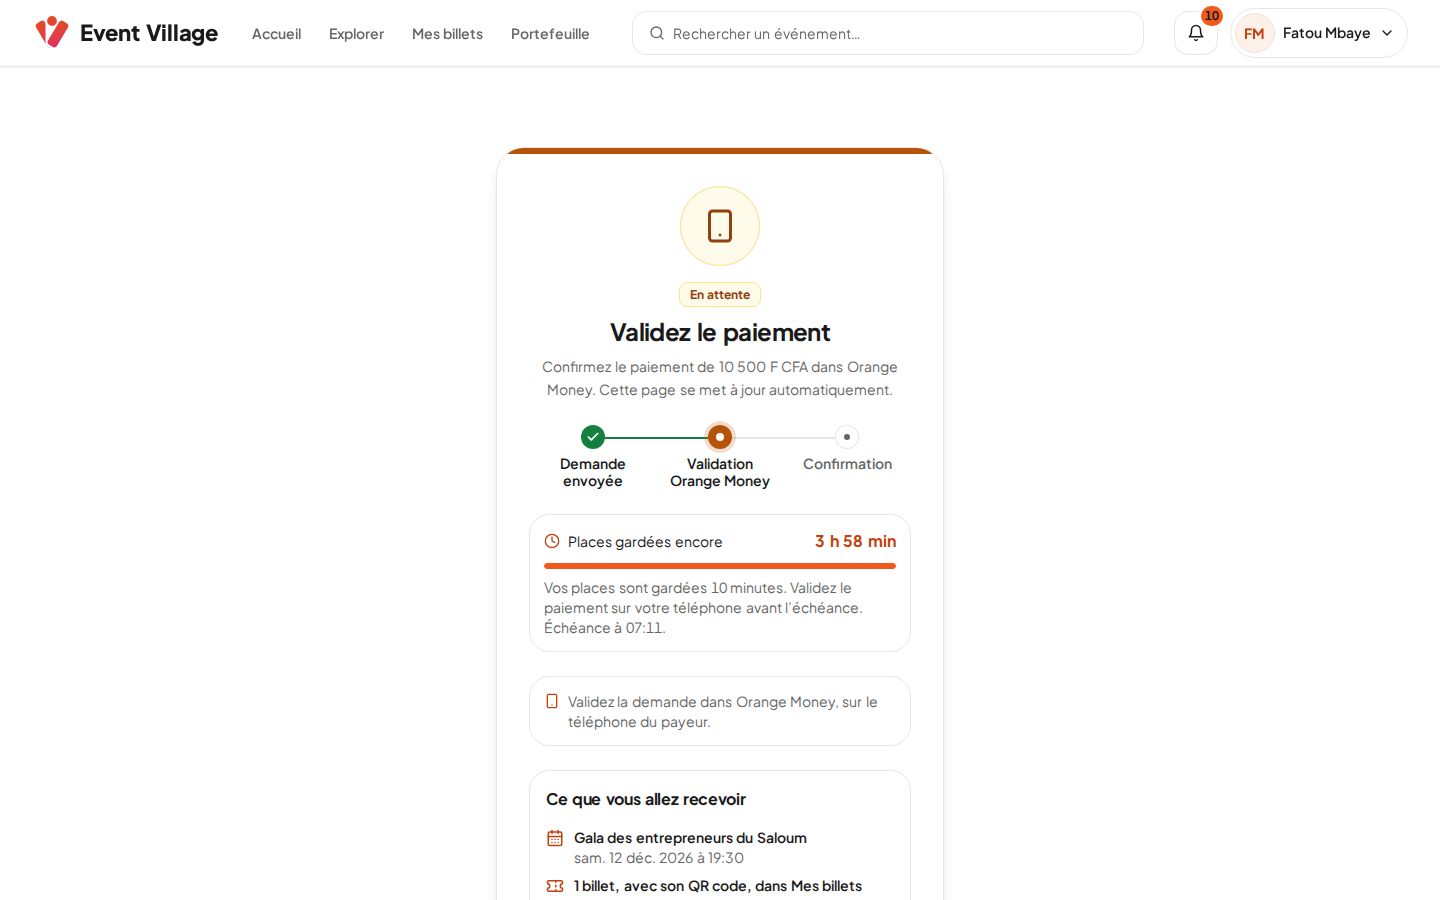 Event Village
Accueil
Explorer
Mes billets
Portefeuille
Rechercher un événement…
10
FM
Fatou Mbaye
En attente
Validez le paiement
Confirmez le paiement de 10 500 F CFA dans Orange
Money. Cette page se met à jour automatiquement.
Demande
envoyée
Validation
Orange Money
Confirmation
Places gardées encore
3 h 58 min
Vos places sont gardées 10 minutes. Validez le
paiement sur votre téléphone avant l'échéance.
Échéance à 07:11.
Validez la demande dans Orange Money, sur le
téléphone du payeur.
Ce que vous allez recevoir
Gala des entrepreneurs du Saloum
sam. 12 déc. 2026 à 19:30
1 billet, avec son QR code, dans Mes billets